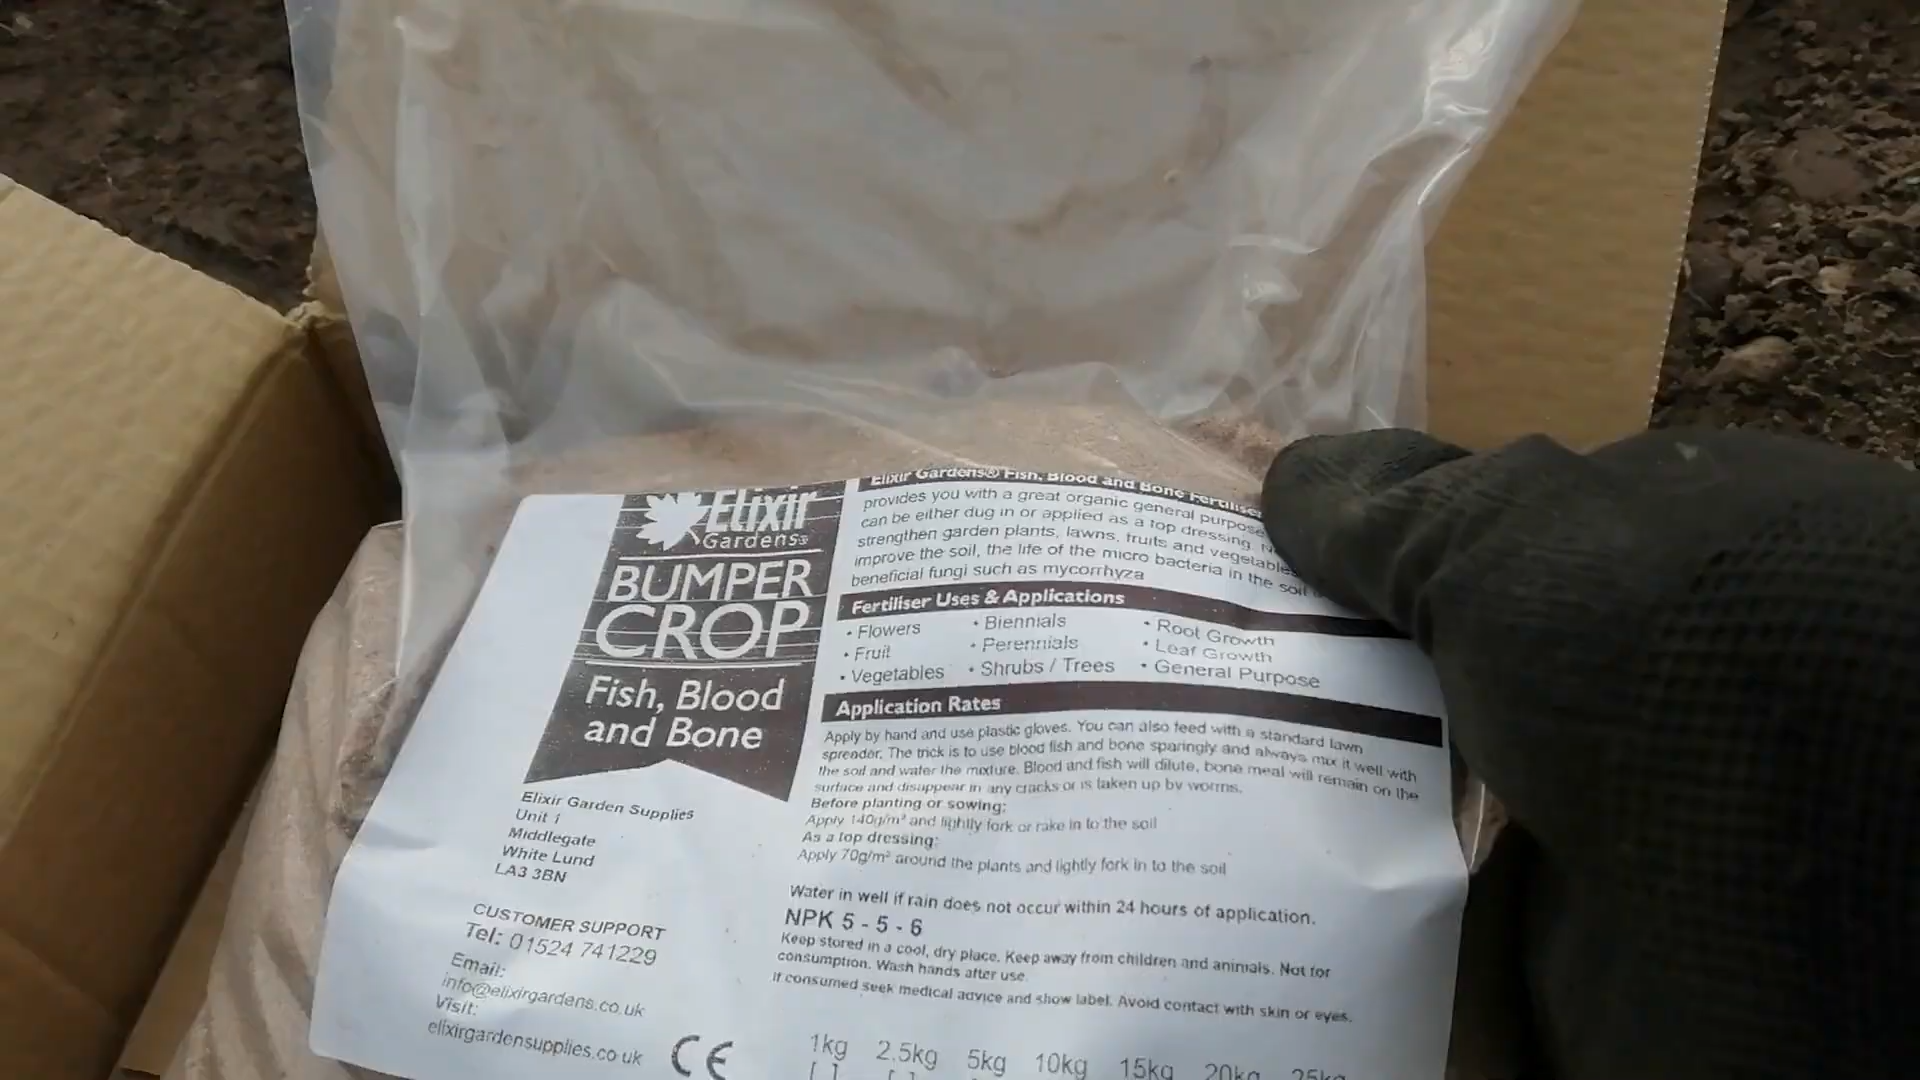 Elixir
Gardens®
BUMPER
CROP
Fish, Blood
and Bone
Elixir Garden Supplies
Unit 1
Middlegate
White Lund
LA3 3BN
CUSTOMER SUPPORT
Tel: 01524 741229
Email:
info@elixirgardens.co.uk
Visit:
elixirgardensupplies.co.uk
CE
Elixir Gardens® Fish, Blood and Bone Fertiliser
provides you with a great organic general purpose
can be either dug in or applied as a top dressing.
strengthen garden plants, lawns, fruits and vegetables
improve the soil, the life of the micro bacteria in the soil
beneficial fungi such as mycorrhyza
Fertiliser Uses & Applications
• Flowers • Biennials • Root Growth
• Fruit • Perennials • Leaf Growth
• Vegetables • Shrubs / Trees • General Purpose
Application Rates
Apply by hand and use plastic gloves. You can also feed with a standard lawn
spreader. The trick is to use blood fish and bone sparingly and always mix it well with
the soil and water the mixture. Blood and fish will dilute, bone meal will remain on the
surface and disappear in any cracks or is taken up by worms.
Before planting or sowing:
Apply 140g/m² and lightly fork or rake in to the soil
As a top dressing:
Apply 70g/m² around the plants and lightly fork in to the soil
Water in well if rain does not occur within 24 hours of application.
NPK 5 - 5 - 6
Keep stored in a cool, dry place. Keep away from children and animals. Not for
consumption. Wash hands after use.
If consumed seek medical advice and show label. Avoid contact with skin or eyes.
1kg 2.5kg 5kg 10kg 15kg 20kg 25kg